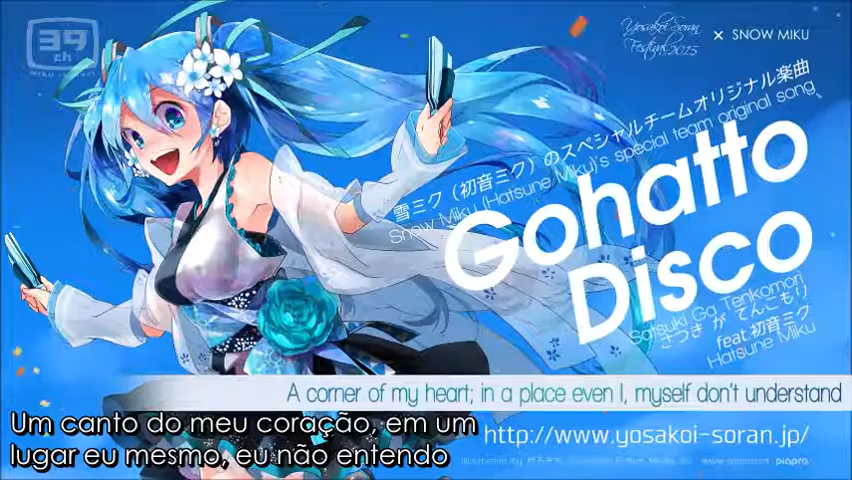 39
ch
Yosakoi Soran
Festival 2015
× SNOW MIKU
雪ミク（初音ミク）のスペシャルチームオリジナル楽曲
Snow Miku (Hatsune Miku)'s special team original song
Gohatto
Disco
Satsuki Ga Tenkomori
さつき が てんこもり
feat.初音ミク
Hatsune Miku
A corner of my heart; in a place even I, myself don't understand
Um canto do meu coração, em um
lugar eu mesmo, eu não entendo
http://www.yosakoi-soran.jp/
piapro